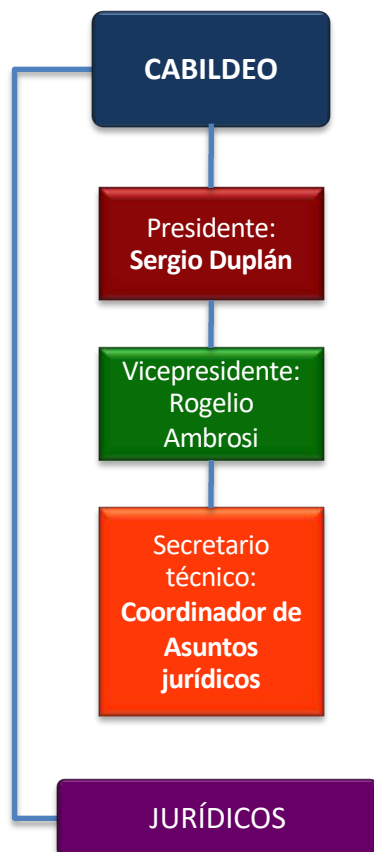 CABILDEO
Presidente:
Sergio Duplán
Vicepresidente:
Rogelio
Ambrosi
Secretario
técnico:
Coordinador de
Asuntos
jurídicos
JURÍDICOS